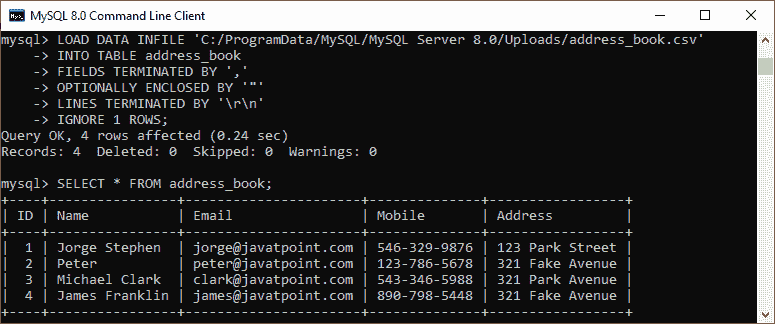 MySQL 8.0 Command Line Client
mysql> LOAD DATA INFILE 'C:/ProgramData/MySQL/MySQL Server 8.0/Uploads/address_book.csv'
    -> INTO TABLE address_book
    -> FIELDS TERMINATED BY ','
    -> OPTIONALLY ENCLOSED BY '"'
    -> LINES TERMINATED BY '\r\n'
    -> IGNORE 1 ROWS;
Query OK, 4 rows affected (0.24 sec)
Records: 4  Deleted: 0  Skipped: 0  Warnings: 0

mysql> SELECT * FROM address_book;
+----+----------------+----------------------+--------------+-----------------+
| ID | Name           | Email                | Mobile       | Address         |
+----+----------------+----------------------+--------------+-----------------+
|  1 | Jorge Stephen  | jorge@javatpoint.com | 546-329-9876 | 123 Park Street |
|  2 | Peter          | peter@javatpoint.com | 123-786-5678 | 321 Fake Avenue |
|  3 | Michael Clark  | clark@javatpoint.com | 543-346-5988 | 321 Park Avenue |
|  4 | James Franklin | james@javatpoint.com | 890-798-5448 | 321 Fake Avenue |
+----+----------------+----------------------+--------------+-----------------+